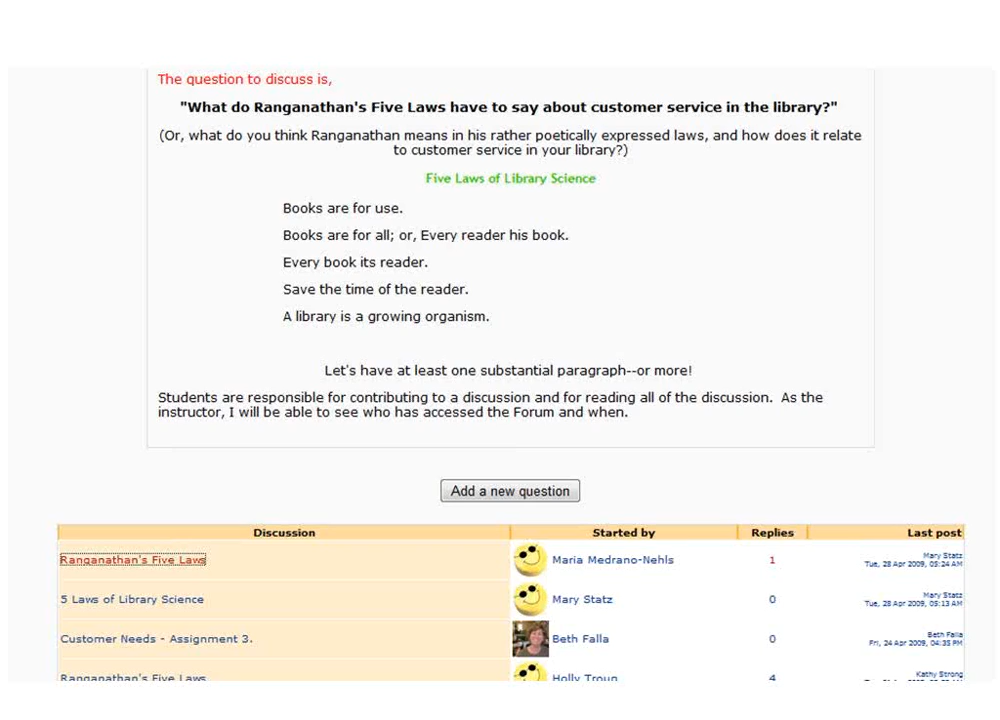 The question to discuss is,
"What do Ranganathan's Five Laws have to say about customer service in the library?"
(Or, what do you think Ranganathan means in his rather poetically expressed laws, and how does it relate
to customer service in your library?)
Five Laws of Library Science
Books are for use.
Books are for all; or, Every reader his book.
Every book its reader.
Save the time of the reader.
A library is a growing organism.
Let's have at least one substantial paragraph--or more!
Students are responsible for contributing to a discussion and for reading all of the discussion. As the
instructor, I will be able to see who has accessed the Forum and when.
Add a new question
Discussion Started by Replies Last post
Ranganathan's Five Laws Maria Medrano-Nehls 1 Mary Statz
Tue, 28 Apr 2009, 05:24 AM
5 Laws of Library Science Mary Statz 0 Mary Statz
Tue, 28 Apr 2009, 05:13 AM
Customer Needs - Assignment 3. Beth Falla 0 Beth Falla
Fri, 24 Apr 2009, 04:35 PM
Ranganathan's Five Laws Holly Troup 4 Kathy Strong